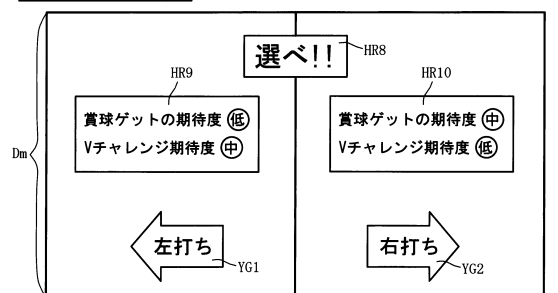 選べ!!
HR8
HR9
HR10
賞球ゲットの期待度 低
Vチャレンジ期待度 中
賞球ゲットの期待度 中
Vチャレンジ期待度 低
Dm
左打ち
YG1
右打ち
YG2